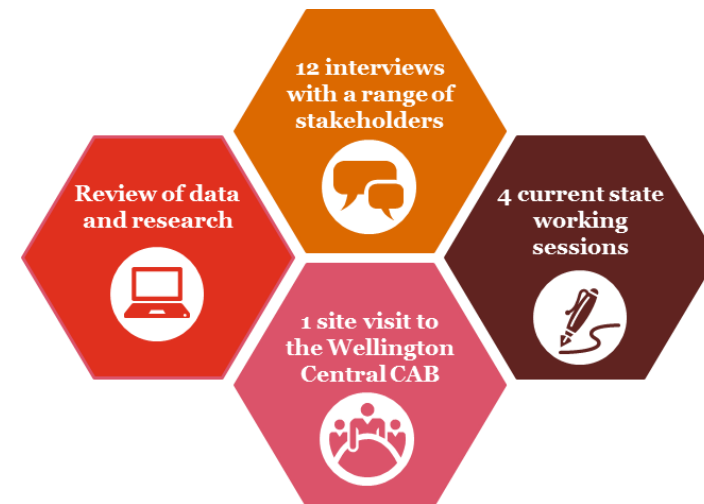 12 interviews
with a range of
stakeholders
Review of data
and research
4 current state
working
sessions
1 site visit to
the Wellington
Central CAB